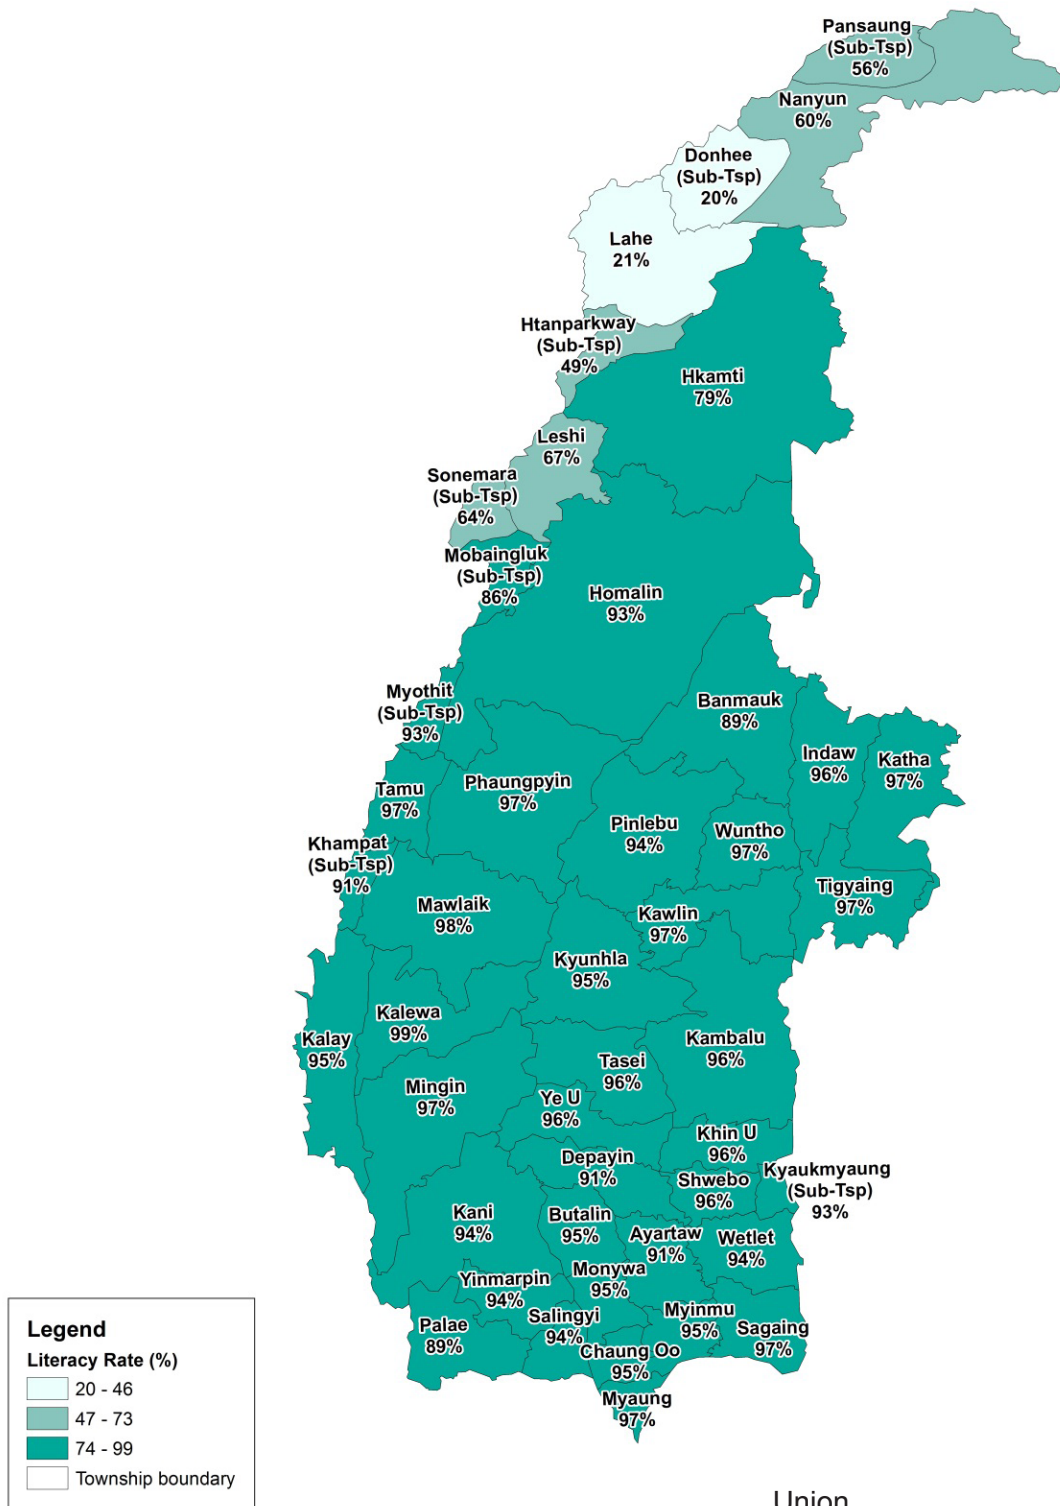 Pansaung
(Sub-Tsp)
56%
Nanyun
60%
Donhee
(Sub-Tsp)
20%
Lahe
21%
Htanparkway
(Sub-Tsp)
49%
Hkamti
79%
Leshi
67%
Sonemara
(Sub-Tsp)
64%
Mobaingluk
(Sub-Tsp)
86%
Homalin
93%
Myothit
(Sub-Tsp)
93%
Banmauk
89%
Indaw
96%
Katha
97%
Tamu
97%
Phaungpyin
97%
Pinlebu
94%
Wuntho
97%
Khampat
(Sub-Tsp)
91%
Mawlaik
98%
Kawlin
97%
Tigyaing
97%
Kyunhla
95%
Kalewa
99%
Kalay
95%
Kambalu
96%
Tasei
96%
Mingin
97%
Ye U
96%
Khin U
96%
Depayin
91%
Shwebo
96%
Kyaukmyaung
(Sub-Tsp)
93%
Kani
94%
Butalin
95%
Ayartaw
91%
Wetlet
94%
Monywa
95%
Yinmarpin
94%
Salingyi
94%
Palae
89%
Myinmu
95%
Sagaing
97%
Chaung Oo
95%
Myaung
97%
Legend
Literacy Rate (%)
20 - 46
47 - 73
74 - 99
Township boundary
Union